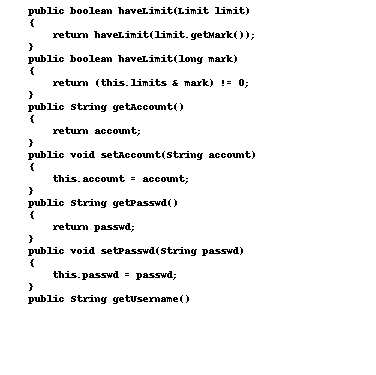 public boolean haveLimit(Limit limit)
{
    return haveLimit(limit.getMark());
}
public boolean haveLimit(long mark)
{
    return (this.limits & mark) != 0;
}
public String getAccount()
{
    return account;
}
public void setAccount(String account)
{
    this.account = account;
}
public String getPasswd()
{
    return passwd;
}
public void setPasswd(String passwd)
{
    this.passwd = passwd;
}
public String getUsername()